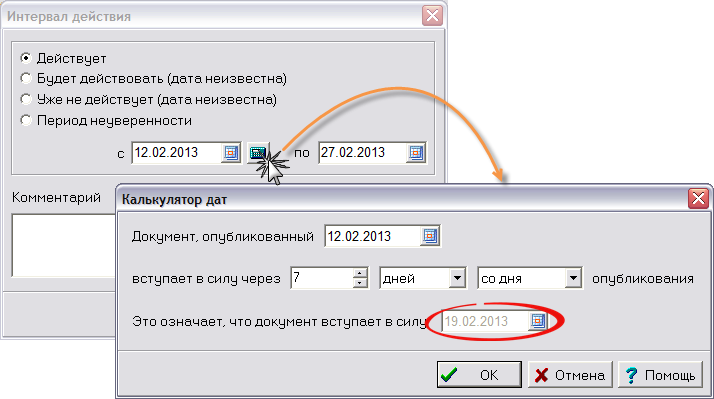 Интервал действия
Действует
Будет действовать (дата неизвестна)
Уже не действует (дата неизвестна)
Период неуверенности
с 12.02.2013 по 27.02.2013
Комментарий
Калькулятор дат
Документ, опубликованный 12.02.2013
вступает в силу через 7 дней со дня опубликования
Это означает, что документ вступает в силу 19.02.2013
OK Отмена ? Помощь